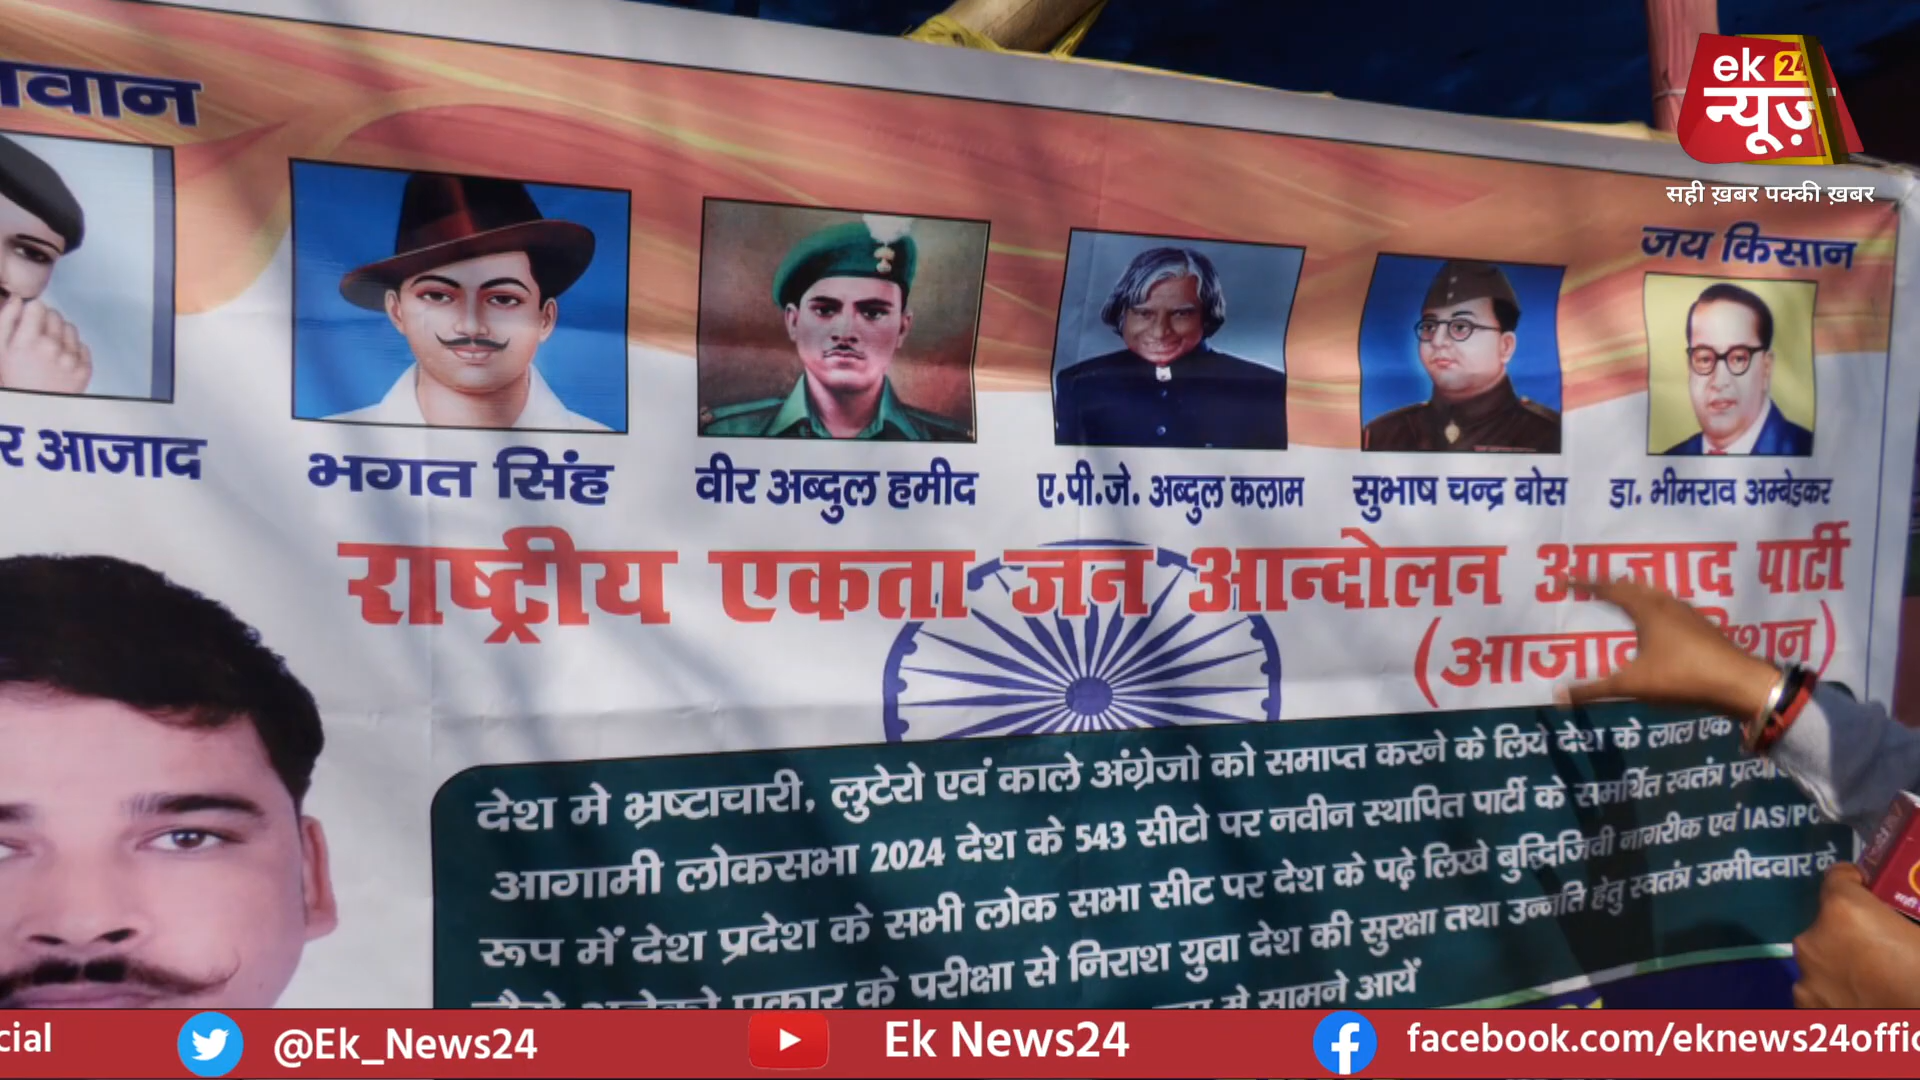 ek 24
न्यूज़
सही ख़बर पक्की ख़बर
जय किसान
आजाद
भगत सिंह
वीर अब्दुल हमीद
ए.पी.जे. अब्दुल कलाम
सुभाष चन्द्र बोस
डा. भीमराव अम्बेडकर
राष्ट्रीय एकता जन आन्दोलन आजाद पार्टी
देश मे भ्रष्टाचारी, लुटेरो एवं काले अंग्रेजो को समाप्त करने के लिये देश के लाल एक
आगामी लोकसभा 2024 देश के 543 सीटो पर नवीन स्थापित पार्टी के समर्थित स्वतंत्र
रूप में देश प्रदेश के सभी लोक सभा सीट पर देश के पढ़े लिखे बुद्धिजिवी नागरीक एवं IAS/PC
के परीक्षा से निराश युवा देश की सुरक्षा तथा उन्नति हेतु स्वतंत्र उम्मीदवार के
मे सामने आयें
cial @Ek_News24 Ek News24 facebook.com/eknews24offic